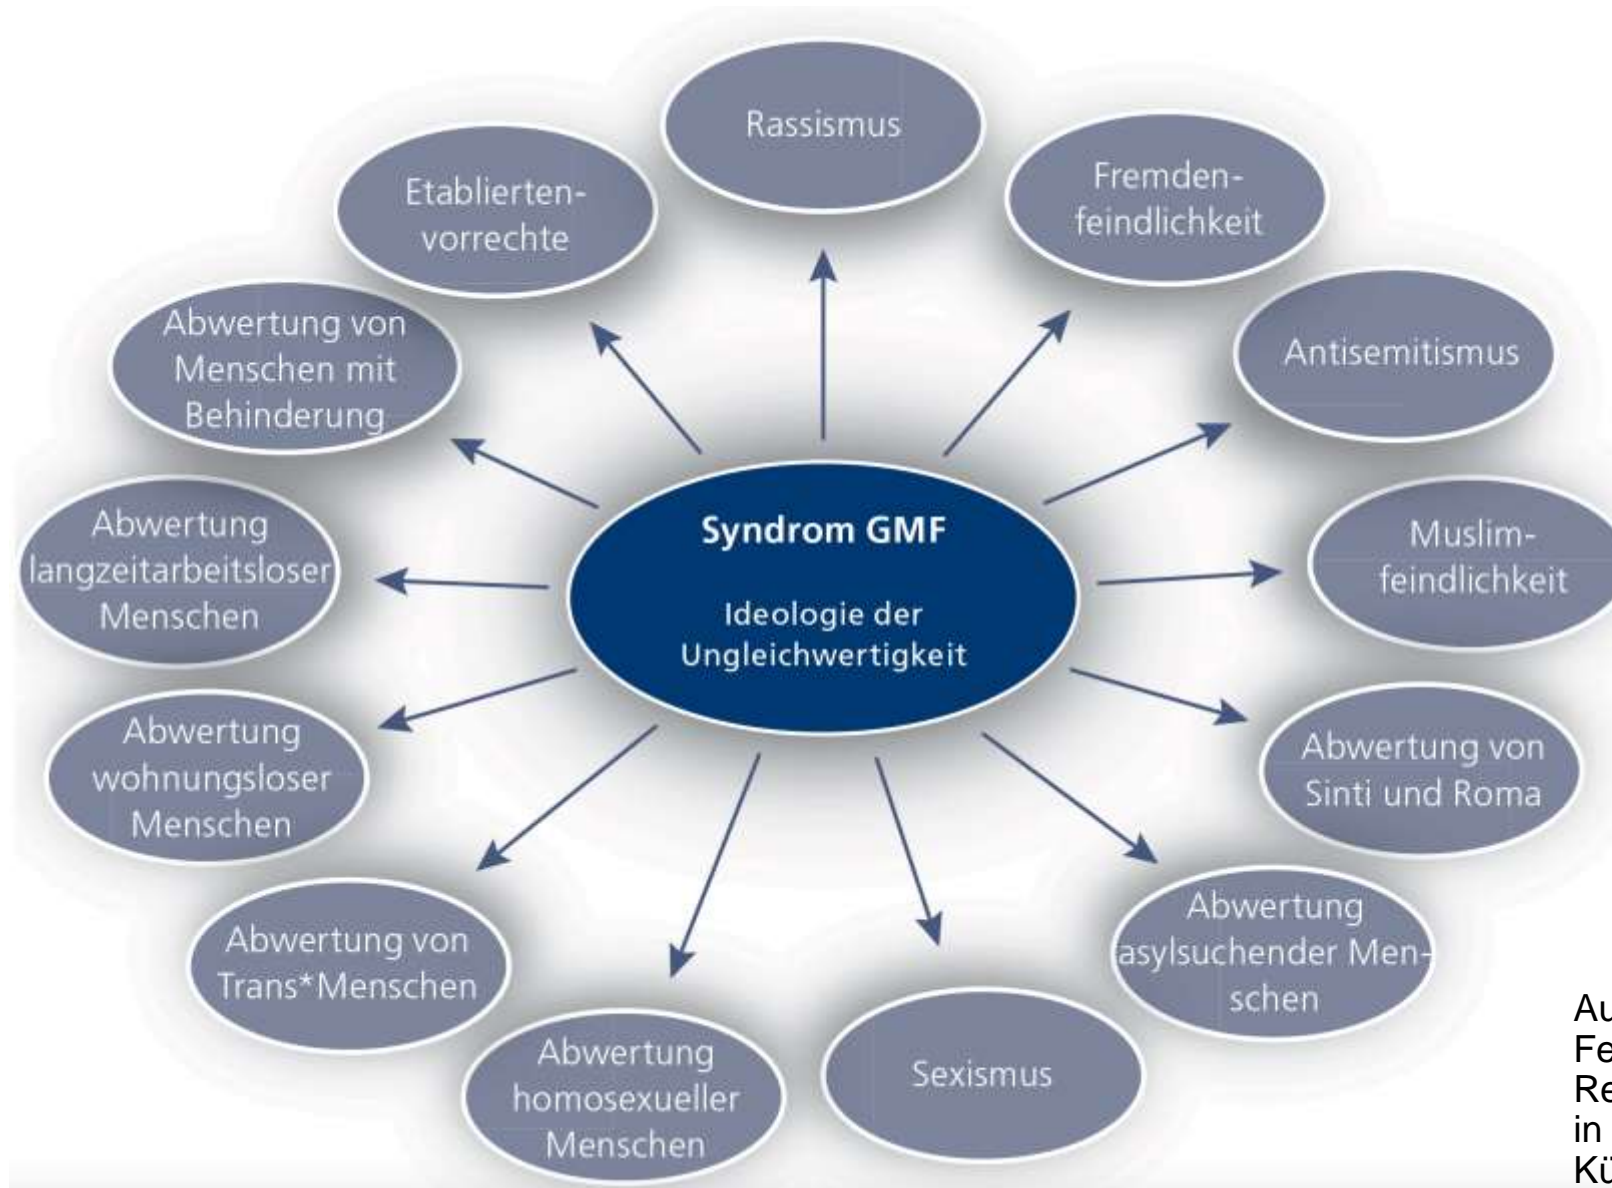 Rassismus
Fremden-
feindlichkeit
Antisemitismus
Muslim-
feindlichkeit
Abwertung von
Sinti und Roma
Abwertung
asylsuchender Men-
schen
Sexismus
Abwertung
homosexueller
Menschen
Abwertung von
Trans*Menschen
Abwertung
wohnungsloser
Menschen
Abwertung
langzeitarbeitsloser
Menschen
Abwertung von
Menschen mit
Behinderung
Etablierten-
vorrechte
Syndrom GMF
Ideologie der
Ungleichwertigkeit
in